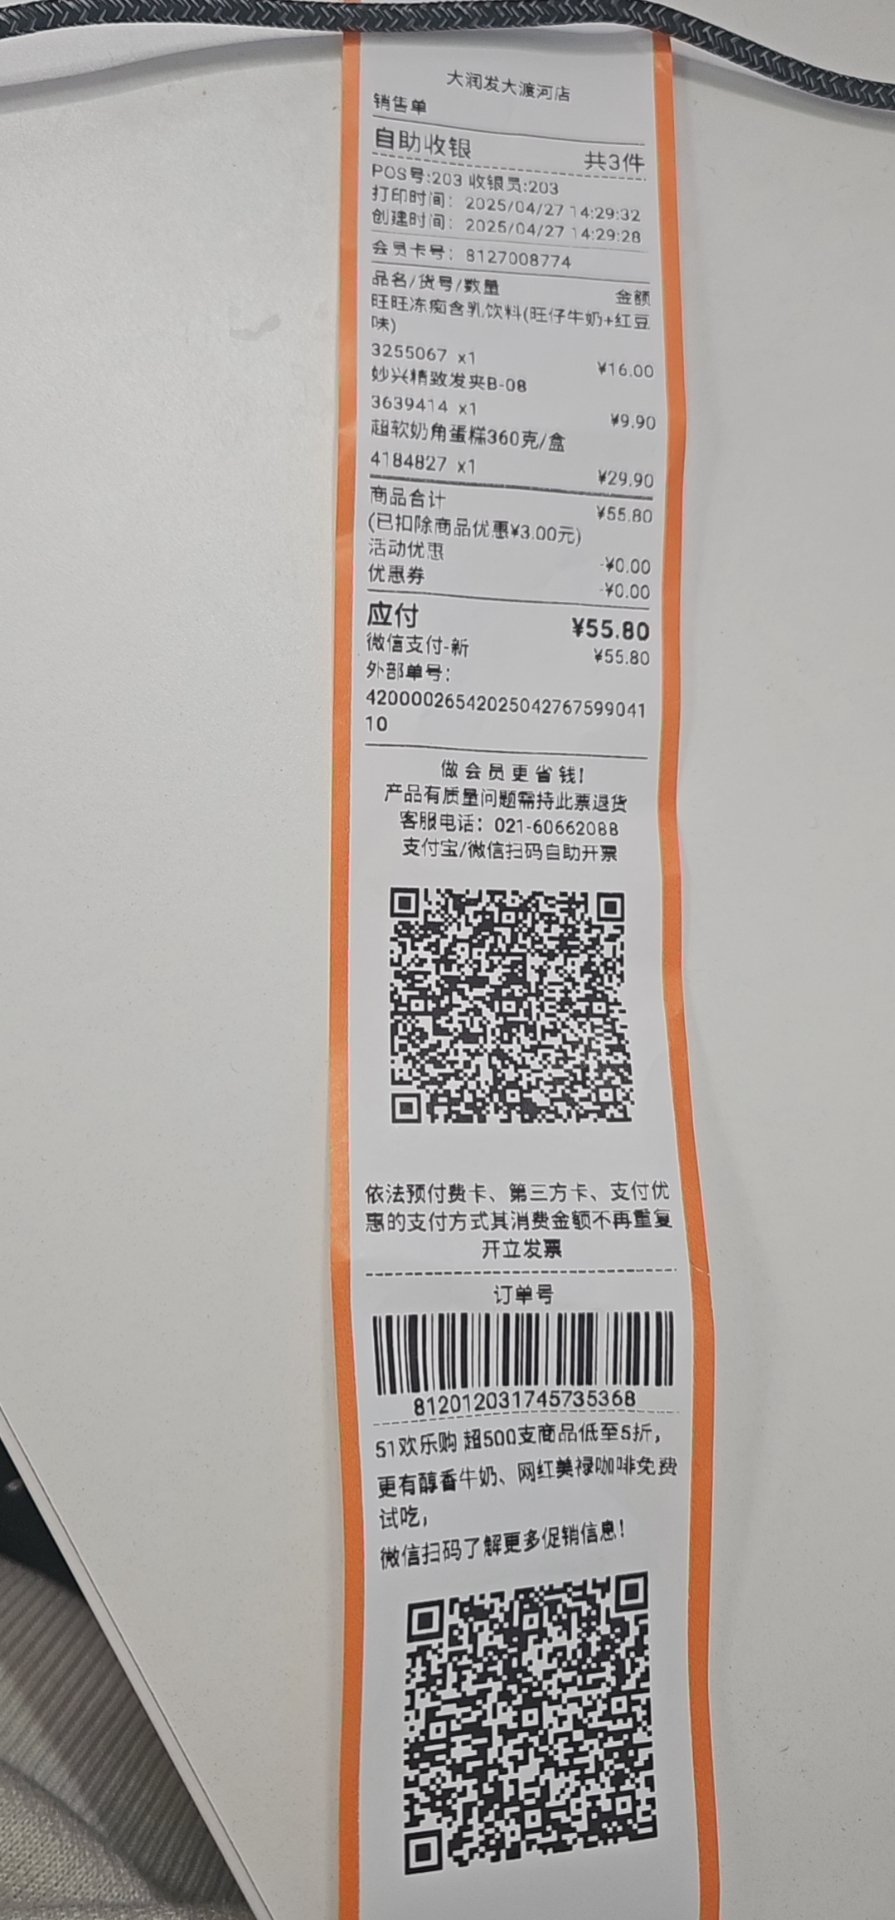 大润发大渡河店
销售单
自助收银 共3件
POS号:203 收银员:203
打印时间: 2025/04/27 14:29:32
创建时间: 2025/04/27 14:29:28
会员卡号: 8127008774
品名/货号/数量 金额
旺旺冻痴含乳饮料(旺仔牛奶+红豆
味)
3255067 x1 ¥16.00
妙兴精致发夹B-08
3639414 x1 ¥9.90
超软奶角蛋糕360克/盒
4184827 x1 ¥29.90
商品合计 ¥55.80
(已扣除商品优惠¥3.00元)
活动优惠 -¥0.00
优惠券 -¥0.00
应付 ¥55.80
微信支付-新 ¥55.80
外部单号:
42000026542025042767599041
10
做会员更省钱!
产品有质量问题需持此票退货
客服电话: 021-60662088
支付宝/微信扫码自助开票
依法预付费卡、第三方卡、支付优
惠的支付方式其消费金额不再重复
开立发票
订单号
812012031745735368
51欢乐购 超500支商品低至5折,
更有醇香牛奶、网红美禄咖啡免费
试吃,
微信扫码了解更多促销信息!